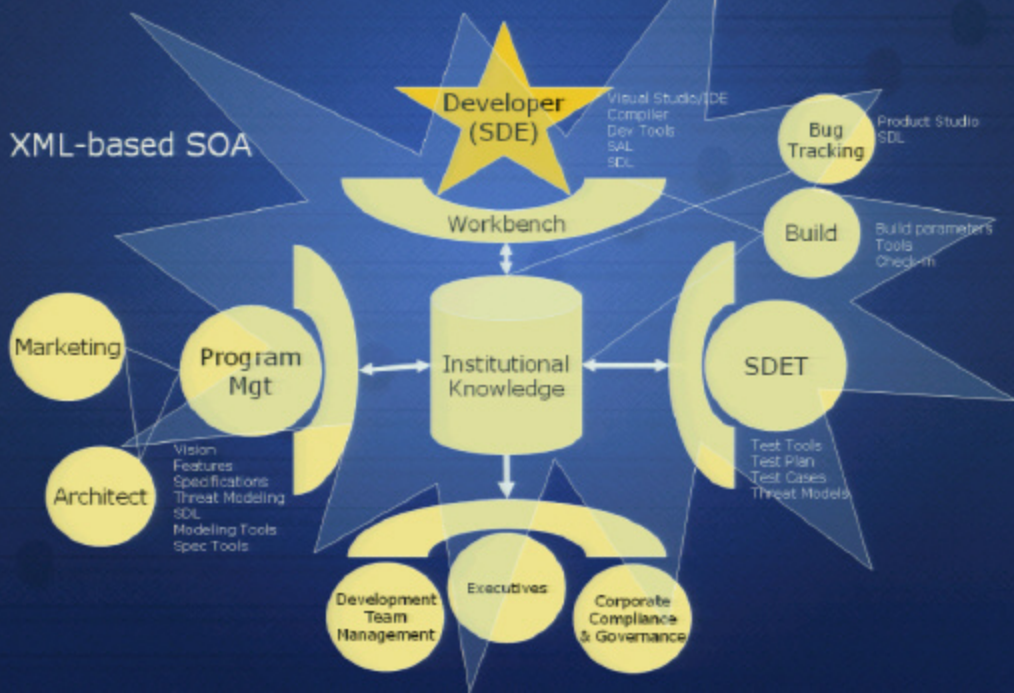 XML-based SOA
Developer
(SDE)
Visual Studio/IDE
Compiler
Dev Tools
SAL
SDL
Bug
Tracking
Product Studio
SDL
Workbench
Build
Build parameters
Tools
Check-in
Marketing
Program
Mgt
Institutional
Knowledge
SDET
Architect
Vision
Features
Specifications
Threat Modeling
SDL
Modeling Tools
Spec Tools
Test Tools
Test Plan
Test Cases
Threat Models
Development
Team
Management
Executives
Corporate
Compliance
& Governance